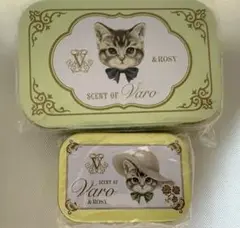 & ROSY
SCENT OF Varo
SCENT OF
Varo
& ROSY